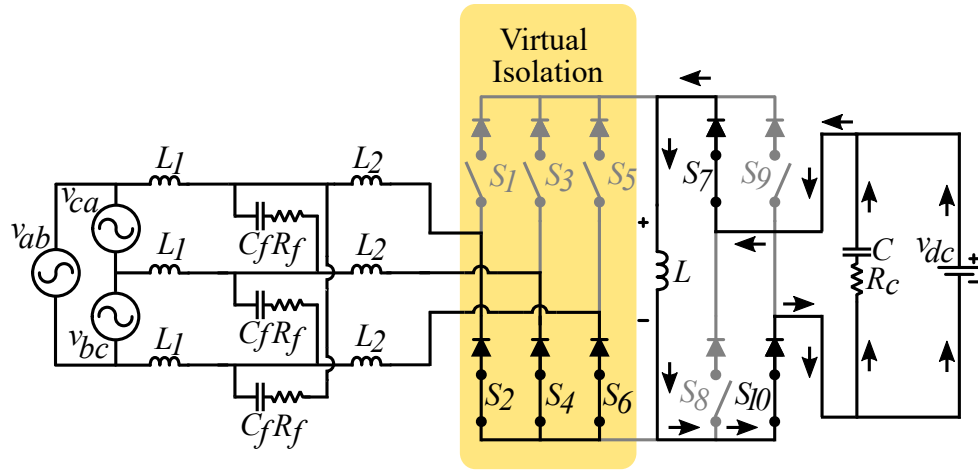 Virtual
Isolation
L1 L2
vca
S1 S3 S5 S7 S9
CfRf
vab
+
L1 L2
L
C
vdc
+
-
Rc
CfRf
vbc
-
L1 L2
S2 S4 S6 S8 S10
CfRf